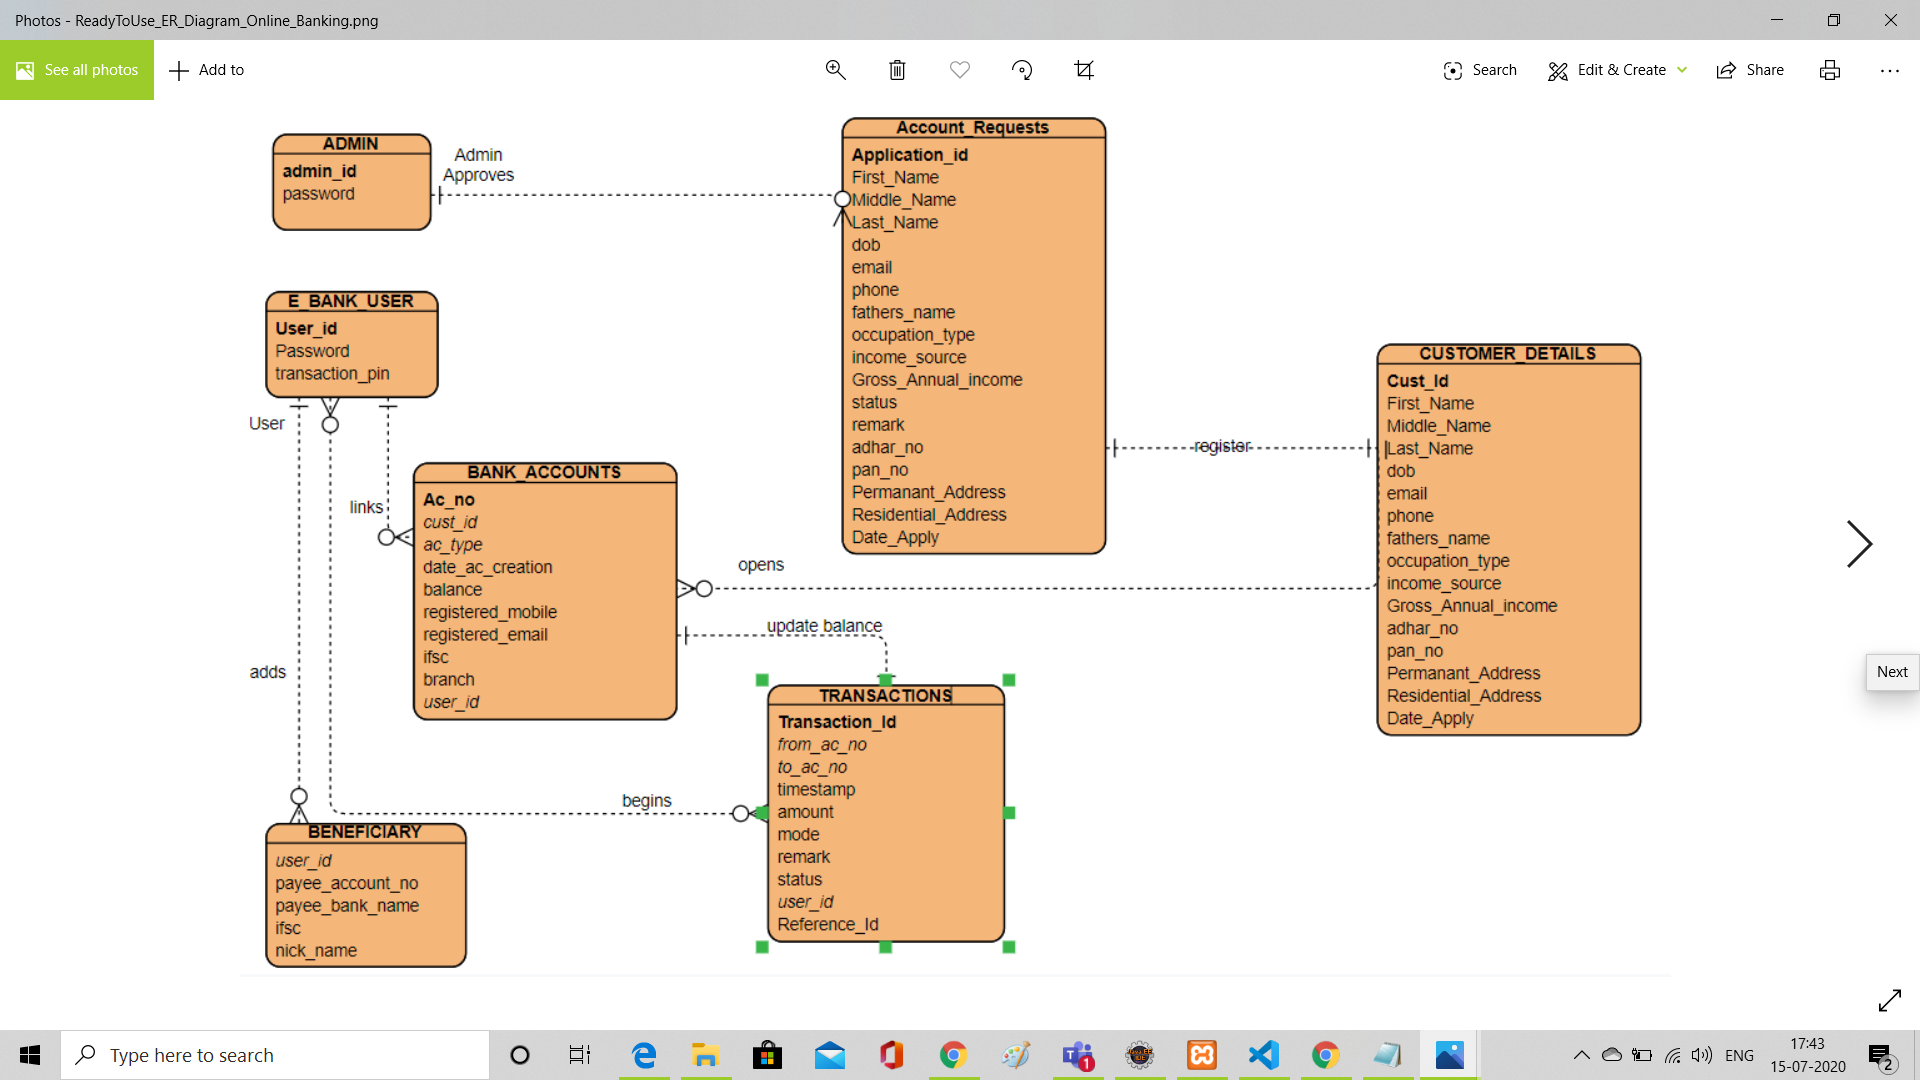 Photos - ReadyToUse_ER_Diagram_Online_Banking.png
See all photos
Add to
Search
Edit & Create
Share
ADMIN
admin_id
password
Admin
Approves
Account_Requests
Application_id
First_Name
Middle_Name
Last_Name
dob
email
phone
fathers_name
occupation_type
income_source
Gross_Annual_income
status
remark
adhar_no
pan_no
Permanant_Address
Residential_Address
Date_Apply
E_BANK_USER
User_id
Password
transaction_pin
User
links
adds
BANK_ACCOUNTS
Ac_no
cust_id
ac_type
date_ac_creation
balance
registered_mobile
registered_email
ifsc
branch
user_id
register
opens
update balance
begins
CUSTOMER_DETAILS
Cust_Id
First_Name
Middle_Name
Last_Name
dob
email
phone
fathers_name
occupation_type
income_source
Gross_Annual_income
adhar_no
pan_no
Permanant_Address
Residential_Address
Date_Apply
Next
TRANSACTIONS
Transaction_Id
from_ac_no
to_ac_no
timestamp
amount
mode
remark
status
user_id
Reference_Id
BENEFICIARY
user_id
payee_account_no
payee_bank_name
ifsc
nick_name
Type here to search
1
ENG
17:43
15-07-2020
2